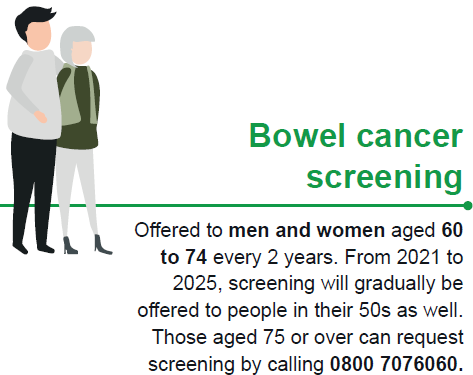 Bowel cancer
screening
Offered to men and women aged 60
to 74 every 2 years. From 2021 to
2025, screening will gradually be
offered to people in their 50s as well.
Those aged 75 or over can request
screening by calling 0800 7076060.